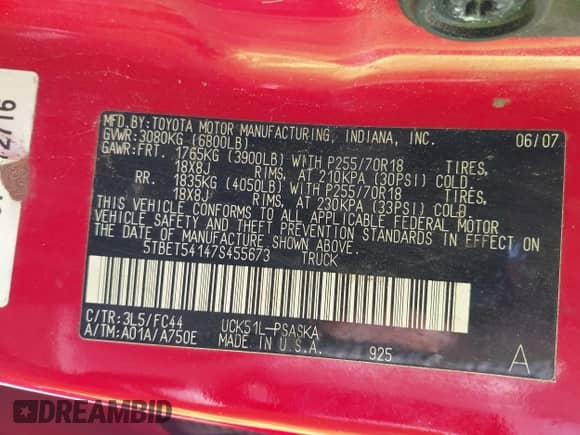 MFD.BY:TOYOTA MOTOR MANUFACTURING, INDIANA, INC. 06/07
GVWR:3080KG (6800LB)
GAWR:FRT. 1765KG (3900LB) WITH P255/70R18 TIRES,
18X8J RIMS, AT 210KPA (30PSI) COLD.
RR. 1835KG (4050LB) WITH P255/70R18 TIRES,
18X8J RIMS, AT 230KPA (33PSI) COLD.
THIS VEHICLE CONFORMS TO ALL APPLICABLE FEDERAL MOTOR
VEHICLE SAFETY AND THEFT PREVENTION STANDARDS IN EFFECT ON
THE DATE OF MANUFACTURE SHOWN ABOVE.
5TBET54147S455673 TRUCK
C/TR:3L5/FC44 UCK51L-PSASKA
A/TM:A01A/A750E MADE IN U.S.A. 925 A
DREAMBID